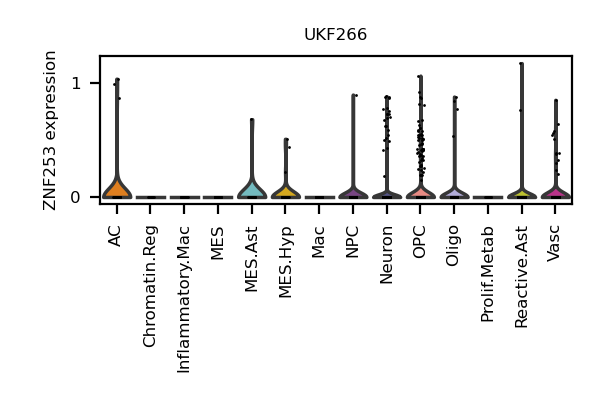 UKF266
ZNF253 expression
1
0
AC
Chromatin.Reg
Inflammatory.Mac
MES
MES.Ast
MES.Hyp
Mac
NPC
Neuron
OPC
Oligo
Prolif.Metab
Reactive.Ast
Vasc